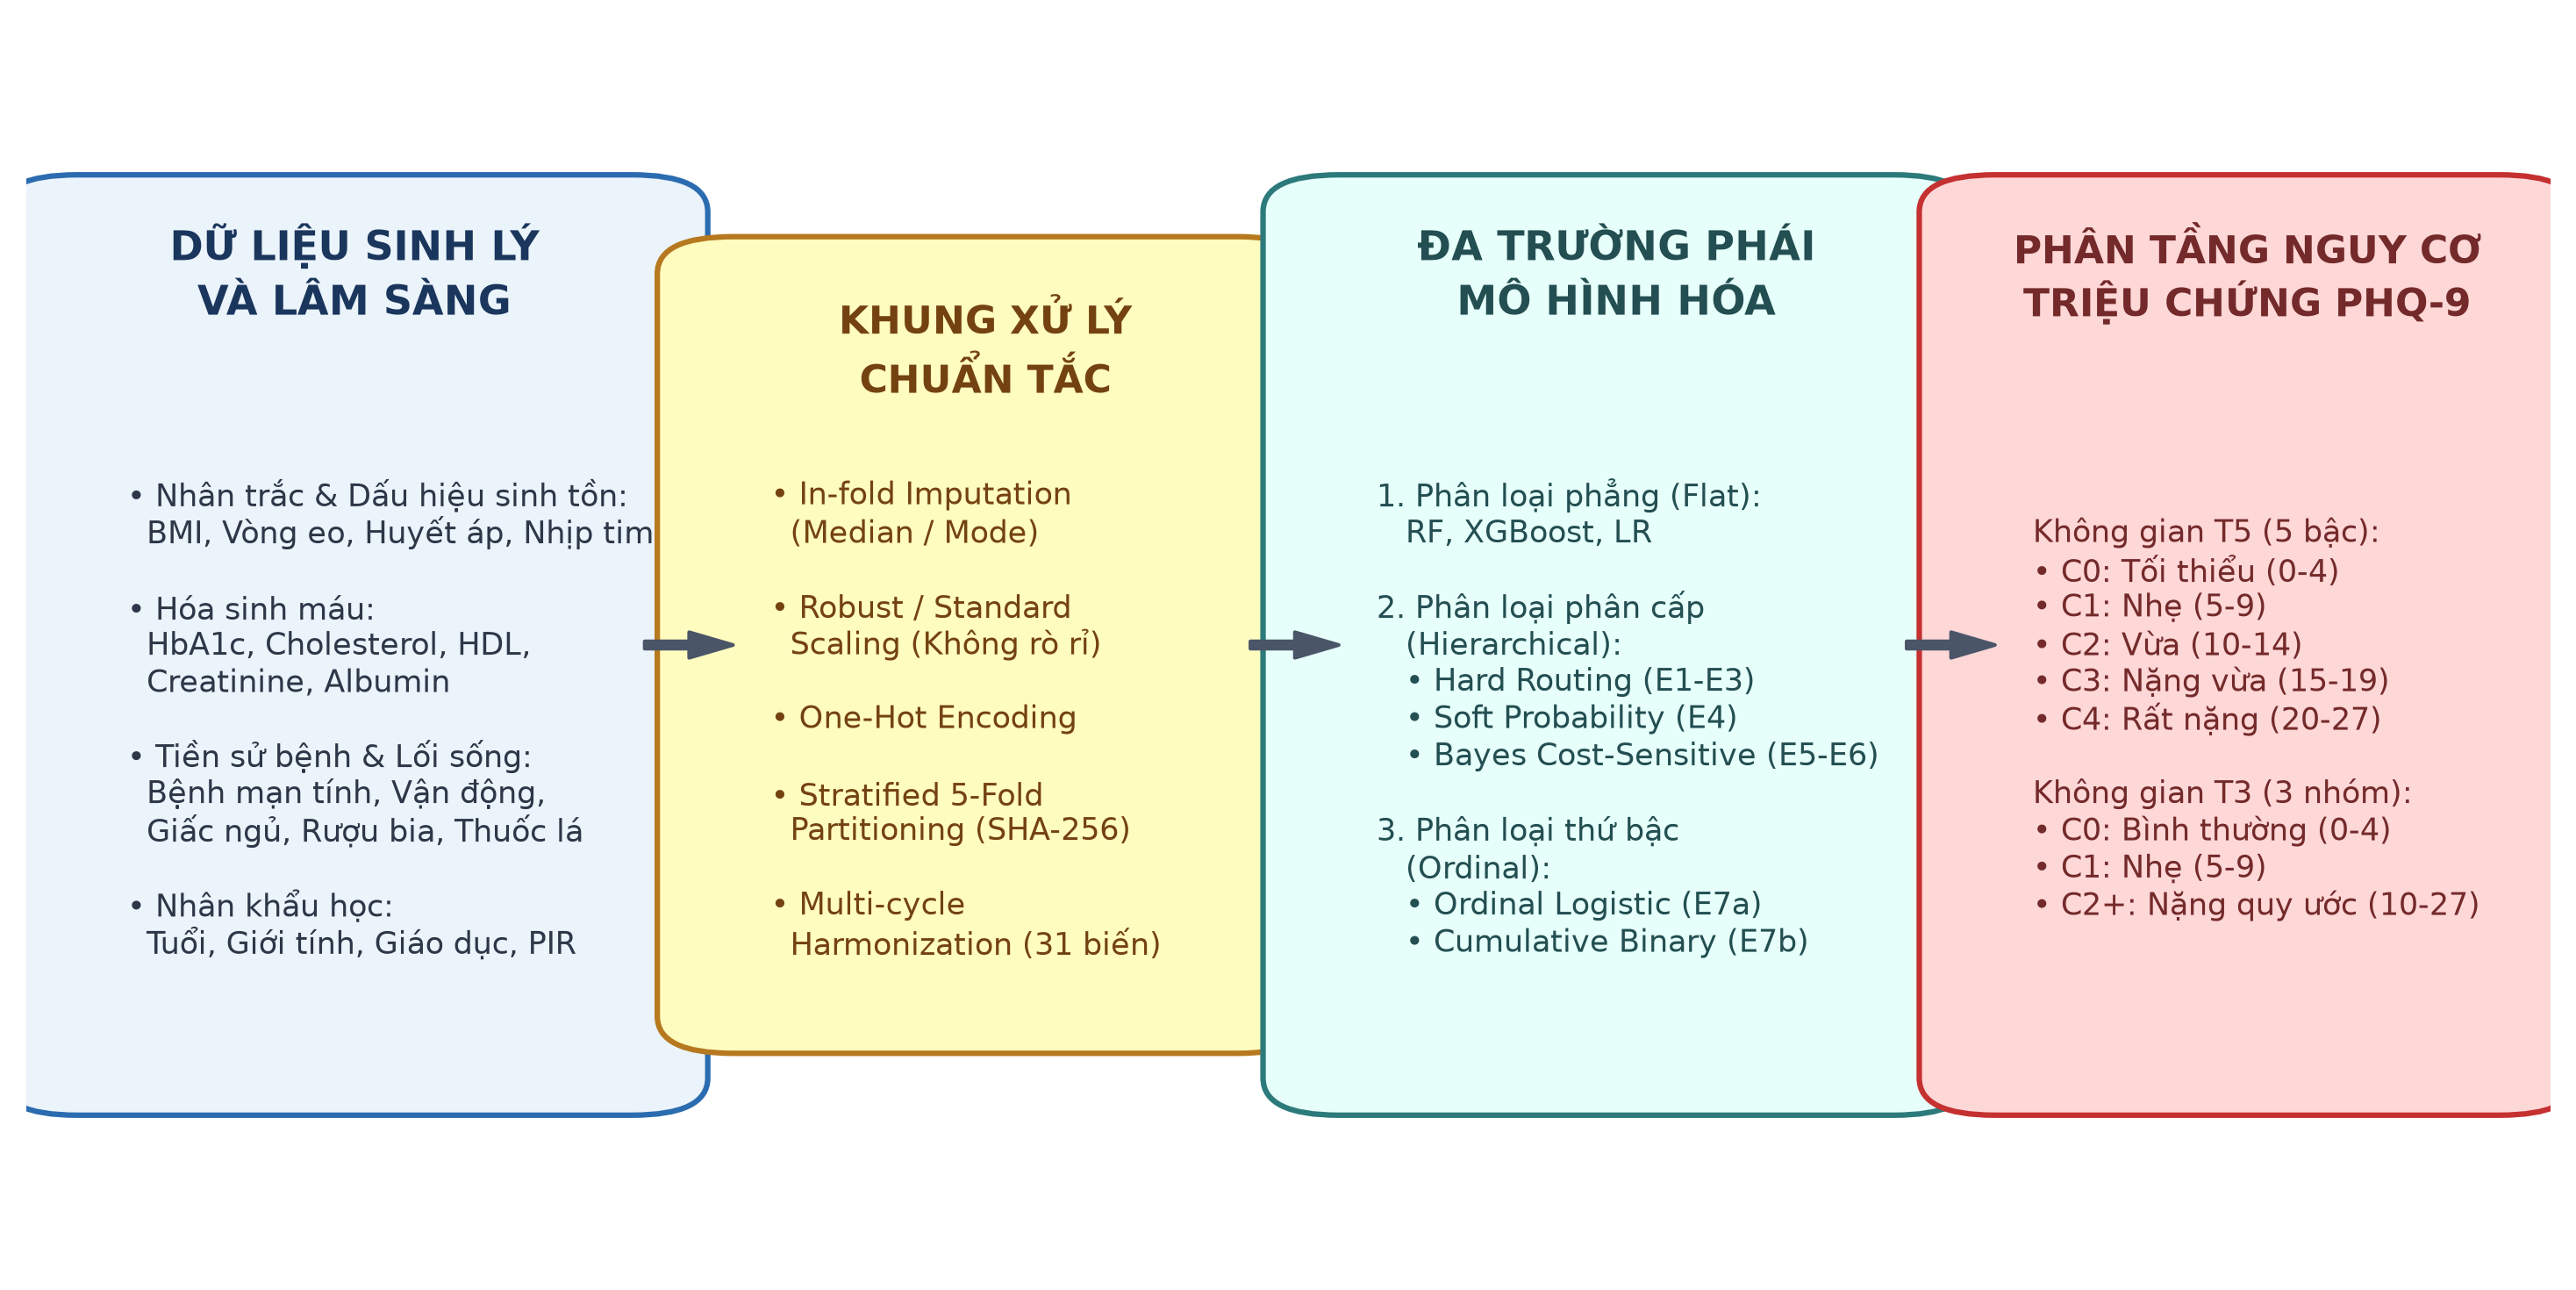 DỮ LIỆU SINH LÝ
VÀ LÂM SÀNG
• Nhân trắc & Dấu hiệu sinh tồn:
BMI, Vòng eo, Huyết áp, Nhịp tim
• Hóa sinh máu:
HbA1c, Cholesterol, HDL,
Creatinine, Albumin
• Tiền sử bệnh & Lối sống:
Bệnh mạn tính, Vận động,
Giấc ngủ, Rượu bia, Thuốc lá
• Nhân khẩu học:
Tuổi, Giới tính, Giáo dục, PIR
KHUNG XỬ LÝ
CHUẨN TẮC
• In-fold Imputation
(Median / Mode)
• Robust / Standard
Scaling (Không rò rỉ)
• One-Hot Encoding
• Stratified 5-Fold
Partitioning (SHA-256)
• Multi-cycle
Harmonization (31 biến)
ĐA TRƯỜNG PHÁI
MÔ HÌNH HÓA
1. Phân loại phẳng (Flat):
RF, XGBoost, LR
2. Phân loại phân cấp
(Hierarchical):
• Hard Routing (E1-E3)
• Soft Probability (E4)
• Bayes Cost-Sensitive (E5-E6)
3. Phân loại thứ bậc
(Ordinal):
• Ordinal Logistic (E7a)
• Cumulative Binary (E7b)
PHÂN TẦNG NGUY CƠ
TRIỆU CHỨNG PHQ-9
Không gian T5 (5 bậc):
• C0: Tối thiểu (0-4)
• C1: Nhẹ (5-9)
• C2: Vừa (10-14)
• C3: Nặng vừa (15-19)
• C4: Rất nặng (20-27)
Không gian T3 (3 nhóm):
• C0: Bình thường (0-4)
• C1: Nhẹ (5-9)
• C2+: Nặng quy ước (10-27)